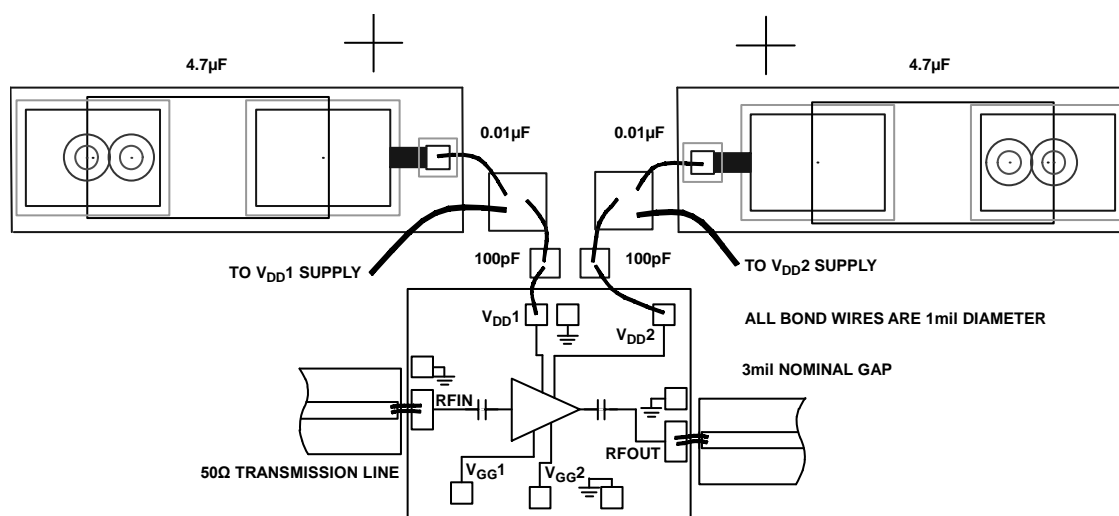 4.7µF
4.7µF
0.01µF
0.01µF
100pF
100pF
TO VDD1 SUPPLY
TO VDD2 SUPPLY
VDD1
VDD2
ALL BOND WIRES ARE 1mil DIAMETER
3mil NOMINAL GAP
RFIN
RFOUT
50Ω TRANSMISSION LINE
VGG1
VGG2